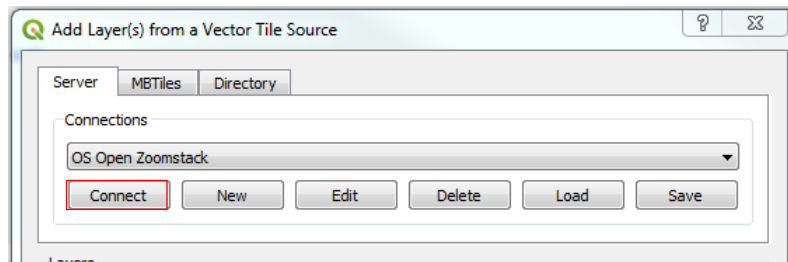 Add Layer(s) from a Vector Tile Source
Server MBTiles Directory
Connections
OS Open Zoomstack
Connect New Edit Delete Load Save
Layers